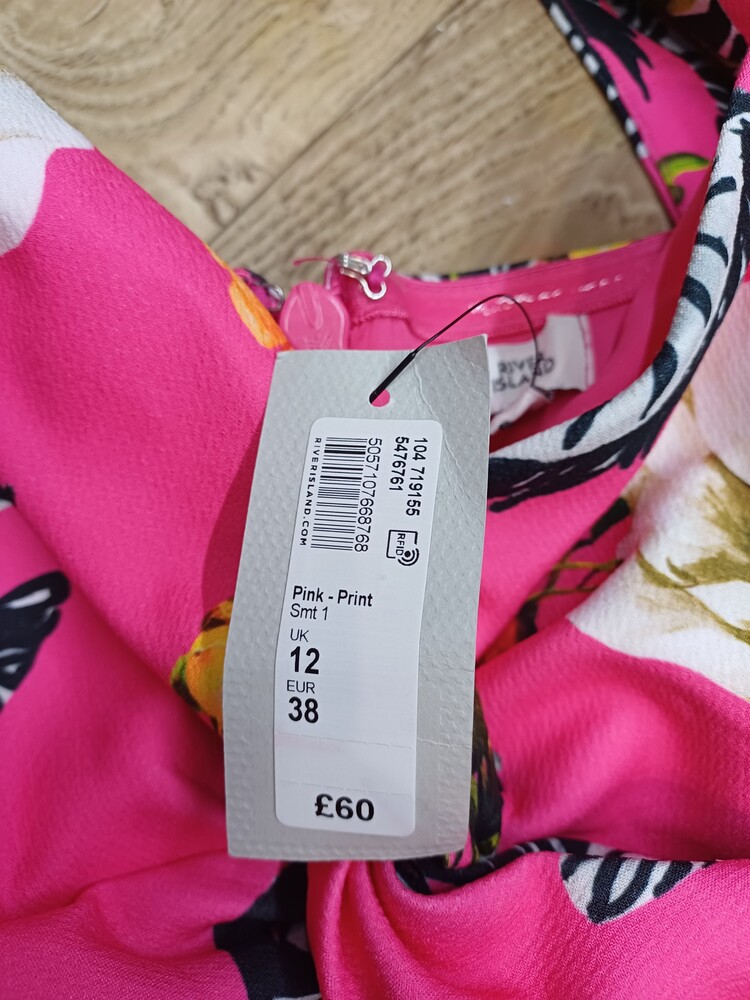 RIVER
ISLAND
104 719155
5476761
5057107668768
RIVERISLAND.COM
RFID
Pink - Print
Smt 1
UK
12
EUR
38
£60